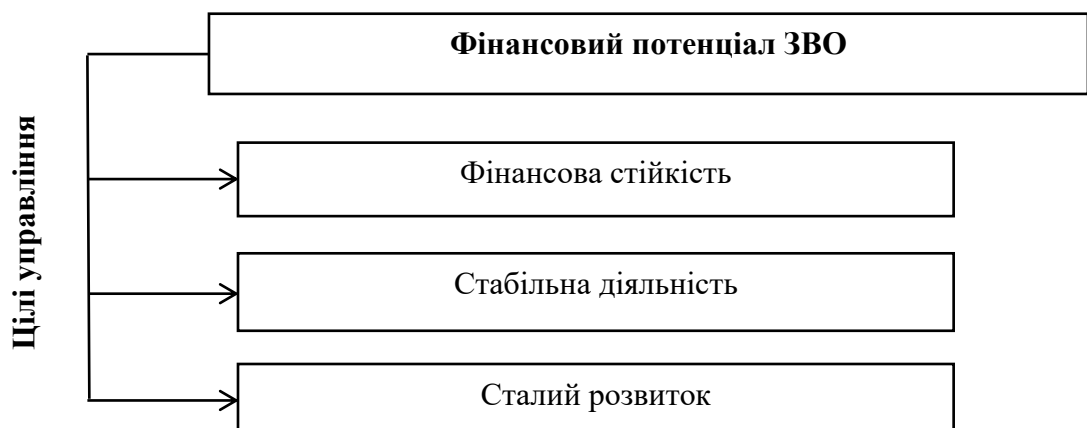 Фінансовий потенціал ЗВО
Цілі управління
Фінансова стійкість
Стабільна діяльність
Сталий розвиток